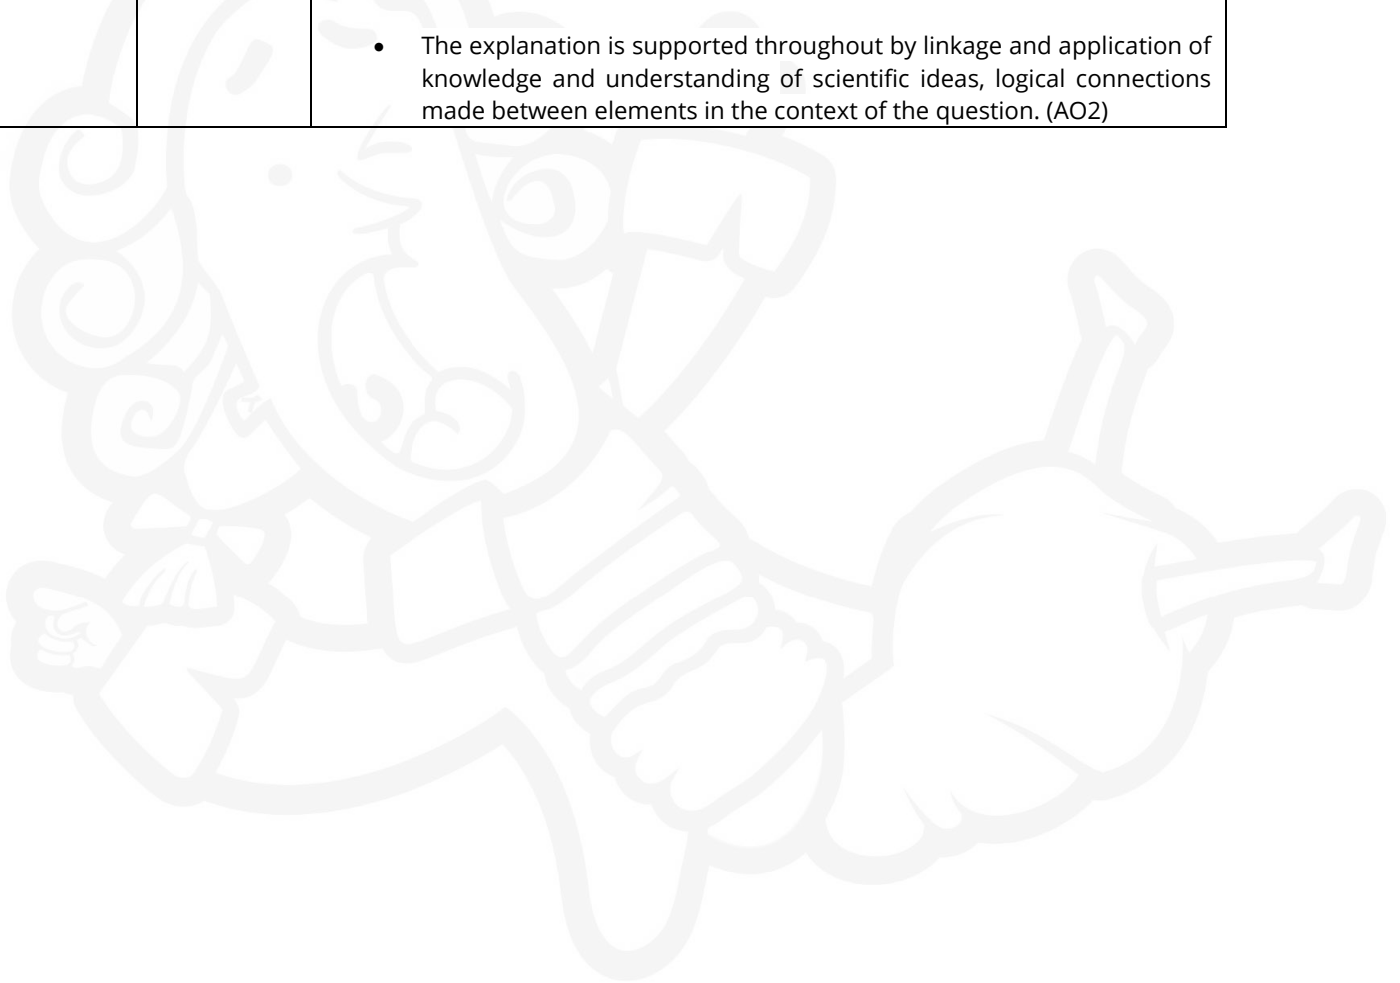 • The explanation is supported throughout by linkage and application of
knowledge and understanding of scientific ideas, logical connections
made between elements in the context of the question. (AO2)